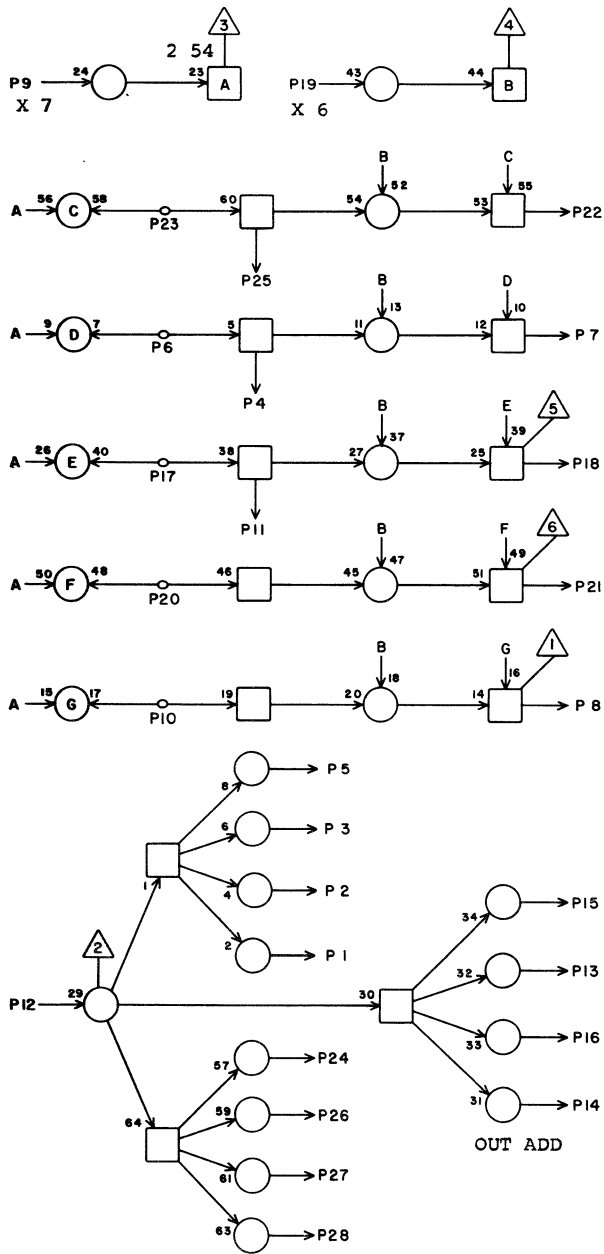 3 4
2 54
P9 24 23 A P19 43 44 B
X 7 X 6
B C
A 56 C 58 P23 60 54 52 53 55 P22
P25
B D
A 9 D 7 P6 5 11 13 12 10 P7
P4
B E 5
A 26 E 40 P17 38 27 37 25 39 P18
P11
B F 6
A 50 F 48 P20 46 45 47 51 49 P21
B G 1
A 15 G 17 P10 19 20 18 14 16 P8
8 P5
6 P3
1 4 P2
2 P1
34 P15
2 32 P13
P12 29 30
33 P16
57 P24
31 P14
59 P26
OUT ADD
64
61 P27
63 P28